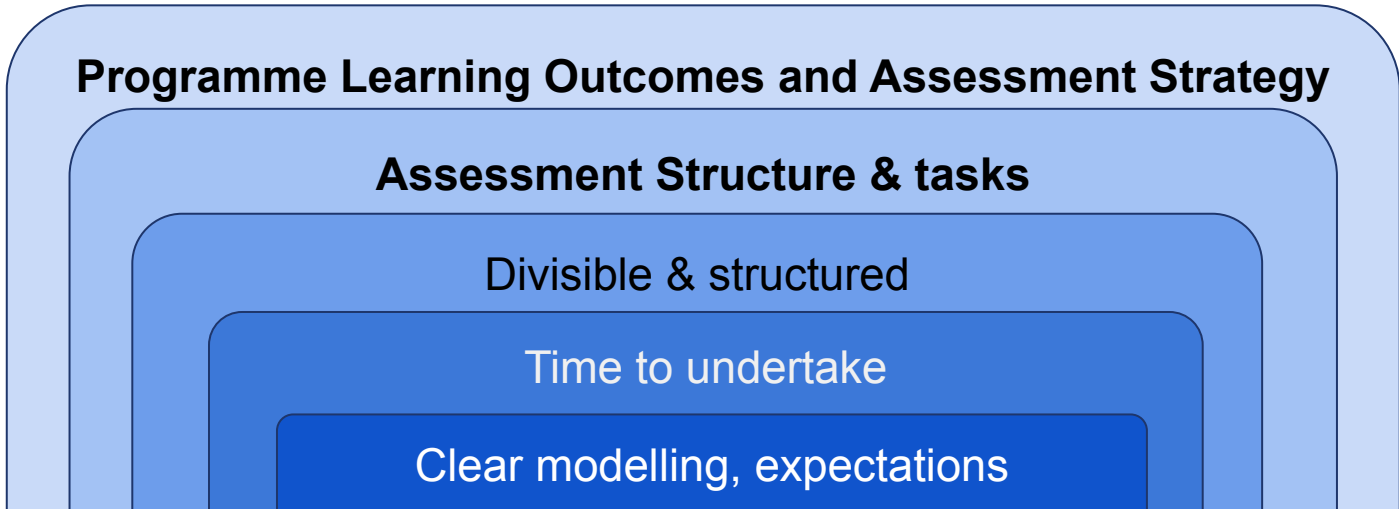 Programme Learning Outcomes and Assessment Strategy
Assessment Structure & tasks
Divisible & structured
Time to undertake
Clear modelling, expectations